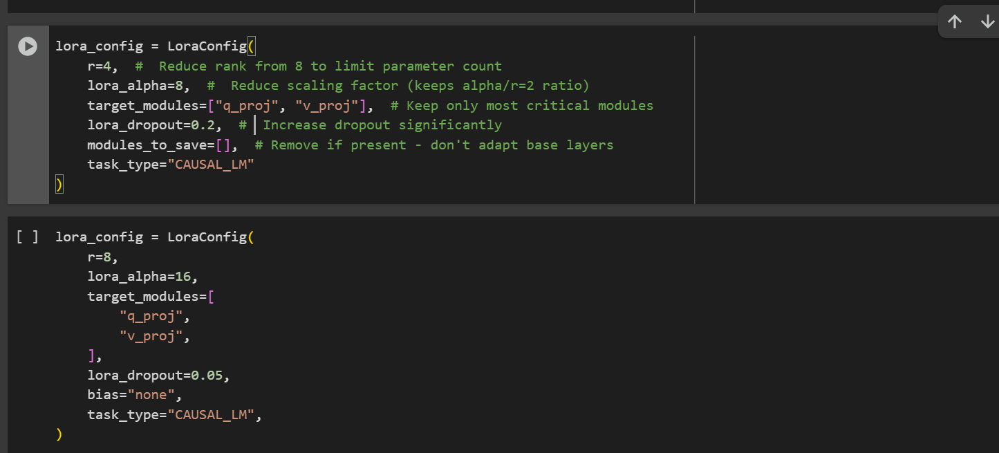 lora_config = LoraConfig(
    r=4,  #  Reduce rank from 8 to limit parameter count
    lora_alpha=8,  #  Reduce scaling factor (keeps alpha/r=2 ratio)
    target_modules=["q_proj", "v_proj"],  # Keep only most critical modules
    lora_dropout=0.2,  #  Increase dropout significantly
    modules_to_save=[],  # Remove if present - don't adapt base layers
    task_type="CAUSAL_LM"
)
[ ] lora_config = LoraConfig(
    r=8,
    lora_alpha=16,
    target_modules=[
        "q_proj",
        "v_proj",
    ],
    lora_dropout=0.05,
    bias="none",
    task_type="CAUSAL_LM",
)